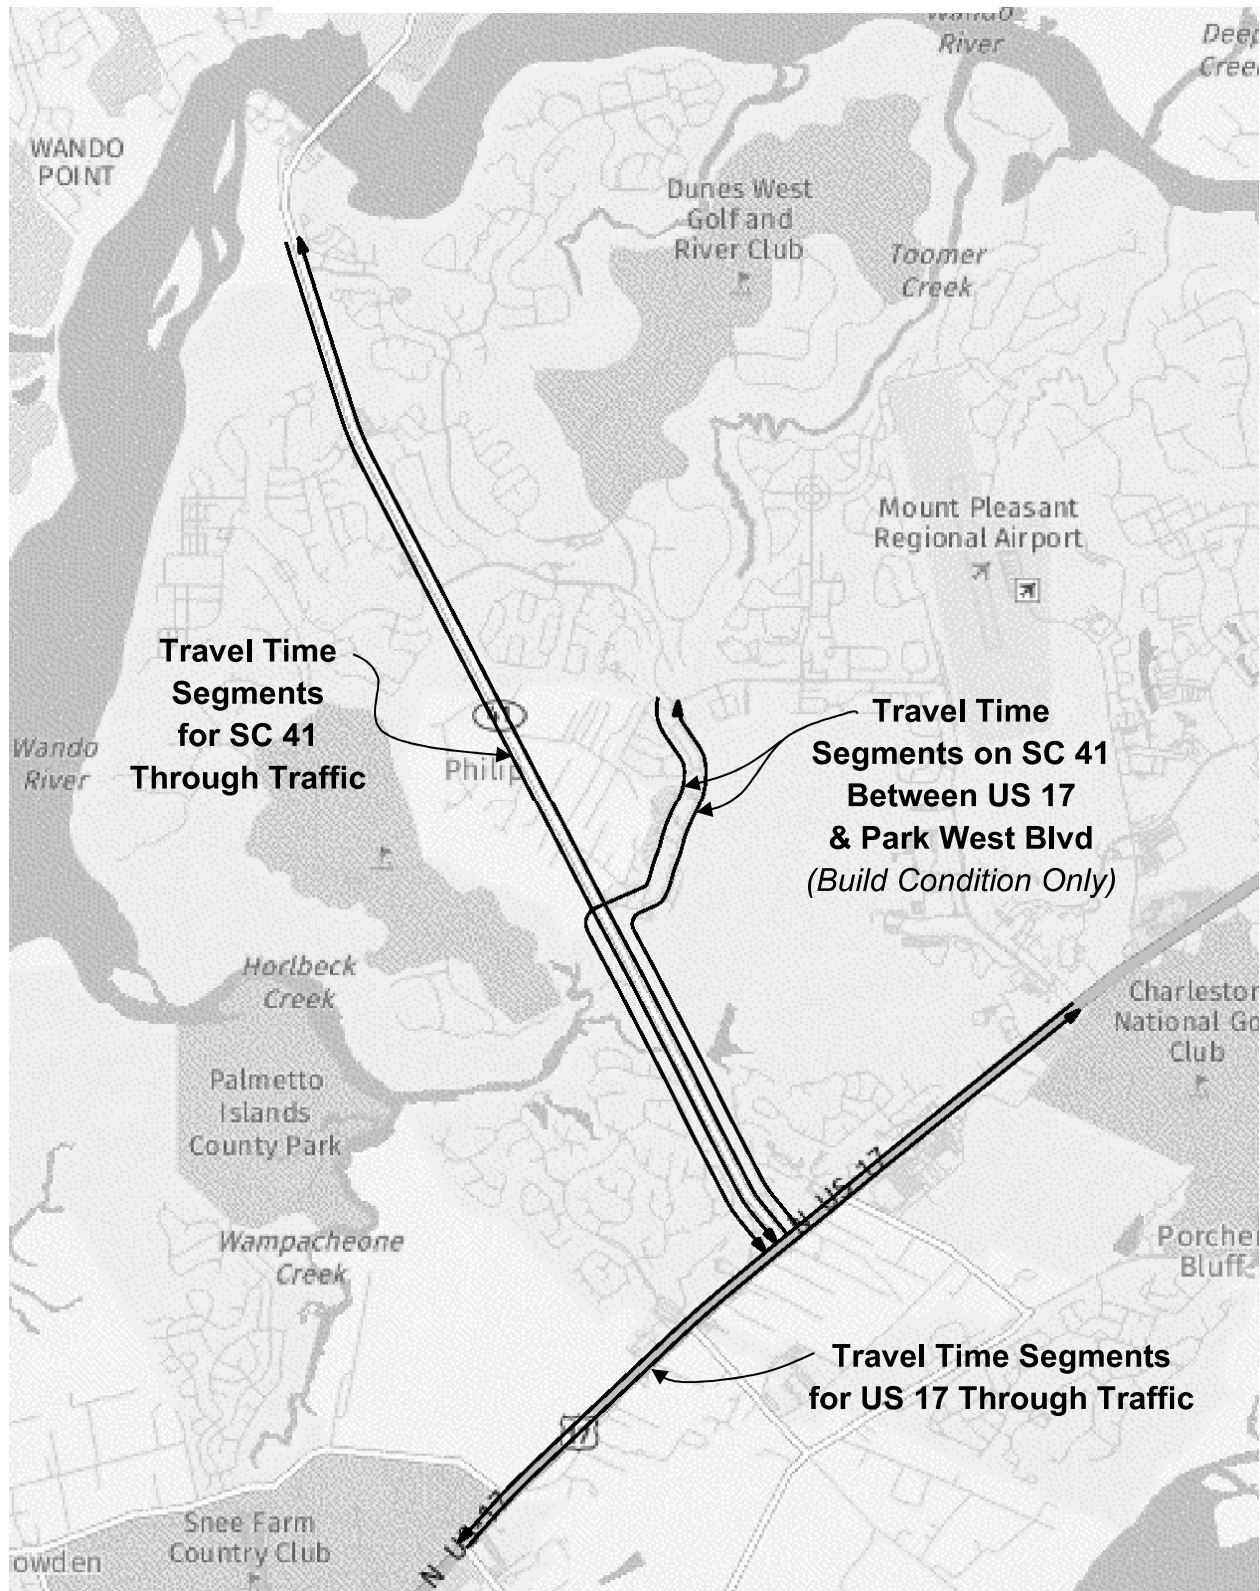 Wando
River
Deep
Creek
WANDO
POINT
Dunes West
Golf and
River Club
Toomer
Creek
Mount Pleasant
Regional Airport
Travel Time
Segments
for SC 41
Through Traffic
Travel Time
Segments on SC 41
Between US 17
& Park West Blvd
(Build Condition Only)
Wando
River
41
Philip
Horlbeck
Creek
Charleston
National Go
Club
Palmetto
Islands
County Park
N US 17
Wampacheone
Creek
Porcher
Bluff
Travel Time Segments
for US 17 Through Traffic
17
Snee Farm
Country Club
owden
N US 17